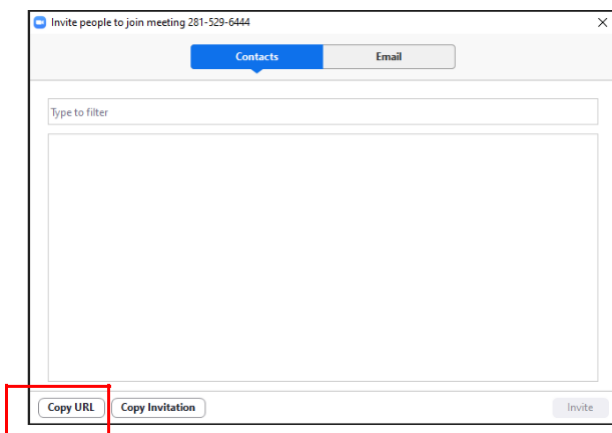 Invite people to join meeting 281-529-6444
Contacts Email
Type to filter
Copy URL Copy Invitation Invite